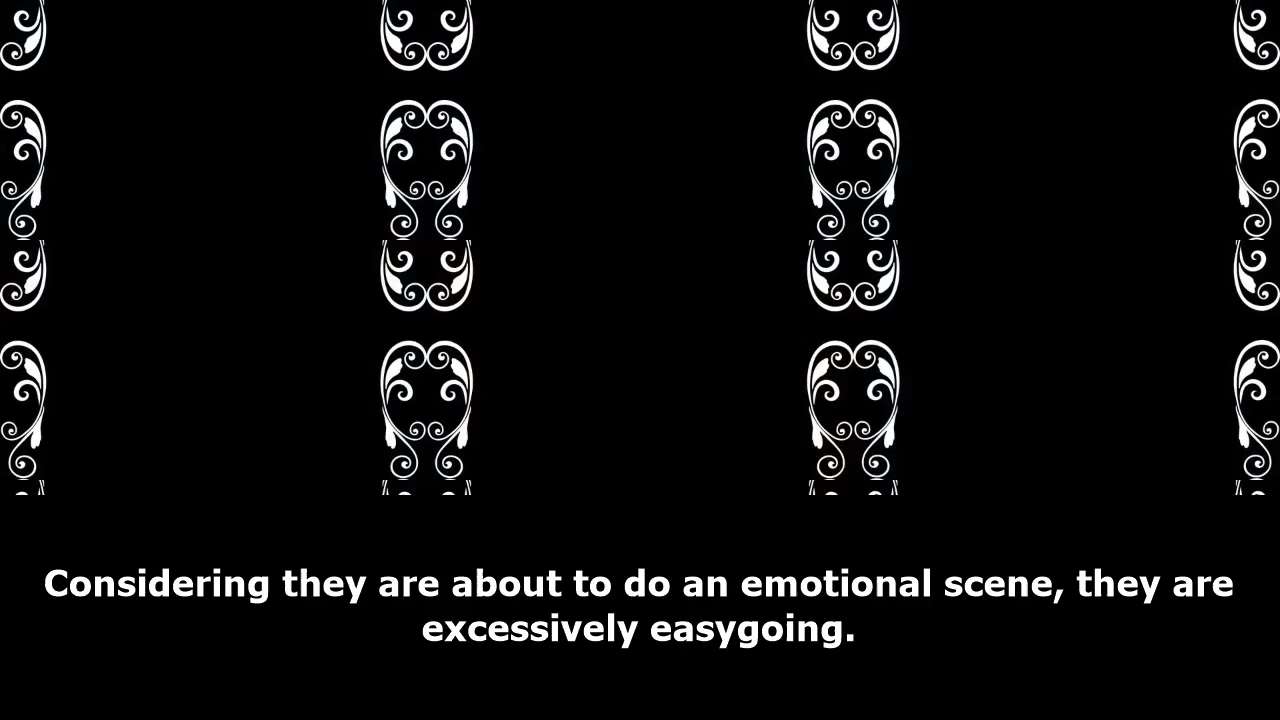 Considering they are about to do an emotional scene, they are
excessively easygoing.